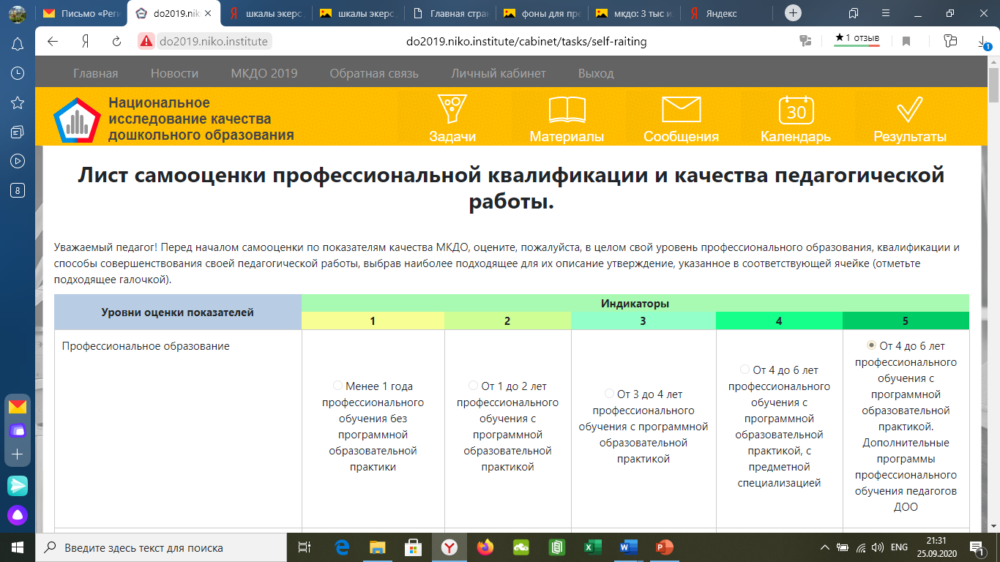 Письмо «Реги
do2019.nik
шкалы экерс
шкалы экерс
Главная стран
фоны для пре
мкдо: 3 тыс и
Яндекс
do2019.niko.institute
do2019.niko.institute/cabinet/tasks/self-raiting
★1 отзыв
1
Главная
Новости
МКДО 2019
Обратная связь
Личный кабинет
Выход
Национальное
исследование качества
дошкольного образования
Задачи
Материалы
Сообщения
30
Календарь
Результаты
8
Лист самооценки профессиональной квалификации и качества педагогической
работы.
Уважаемый педагог! Перед началом самооценки по показателям качества МКДО, оцените, пожалуйста, в целом свой уровень профессионального образования, квалификации и
способы совершенствования своей педагогической работы, выбрав наиболее подходящее для их описание утверждение, указанное в соответствующей ячейке (отметьте
подходящее галочкой).
Уровни оценки показателей
Индикаторы
1
2
3
4
5
Профессиональное образование
Менее 1 года
профессионального
обучения без
программной
образовательной
практики
От 1 до 2 лет
профессионального
обучения с
программной
образовательной
практикой
От 3 до 4 лет
профессионального
обучения с программной
образовательной
практикой
От 4 до 6 лет
профессионального
обучения с
программной
образовательной
практикой, с
предметной
специализацией
От 4 до 6 лет
профессионального
обучения с
программной
образовательной
практикой.
Дополнительные
программы
профессионального
обучения педагогов
ДОО
Введите здесь текст для поиска
ENG
21:31
25.09.2020
1